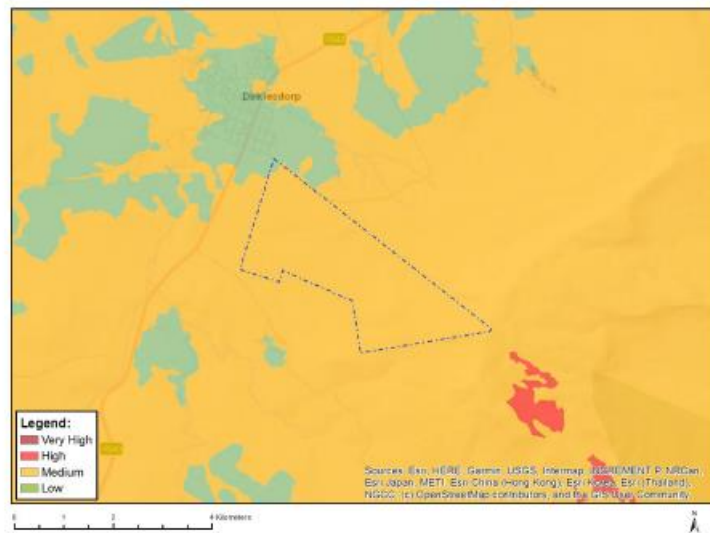 Legend:
Very High
High
Medium
Low
Sources: Esri, HERE, Garmin, USGS, Intermap, INCREMENT P, NRCan,
Esri Japan, METI, Esri China (Hong Kong), Esri Korea, Esri (Thailand),
NGCC, (c) OpenStreetMap contributors, and the GIS User Community
0 1 2 4 Kilometers
N